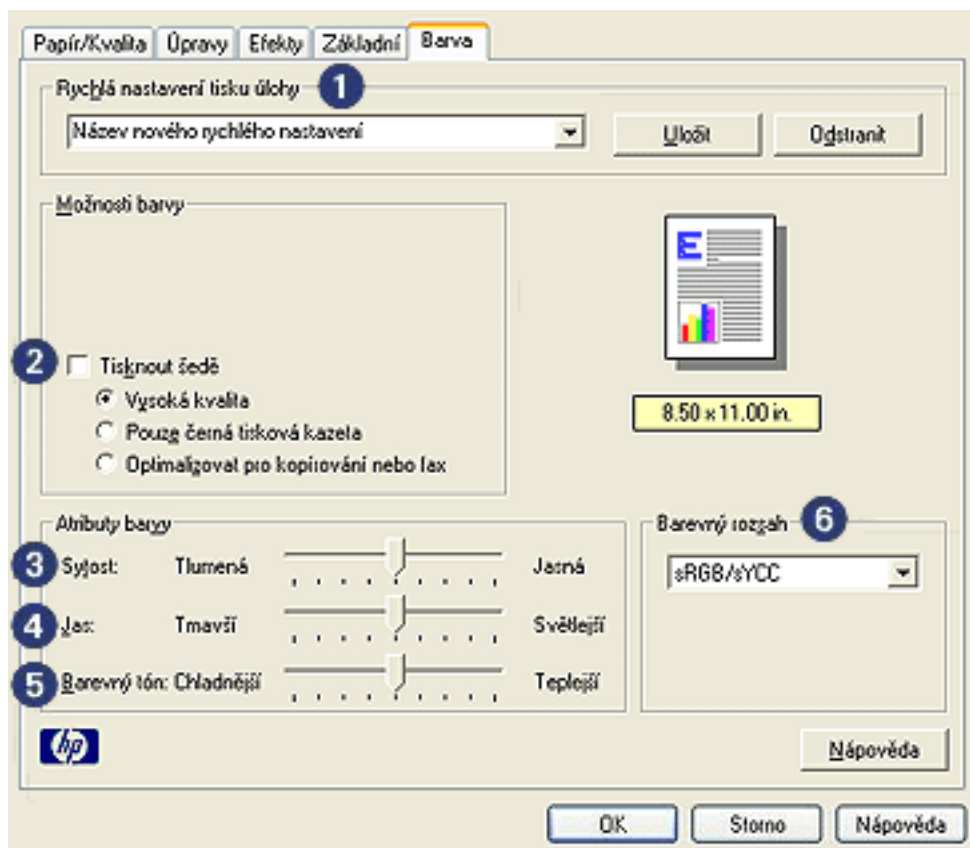 Papír/Kvalita Úpravy Efekty Základní Barva
Rychlá nastavení tisku úlohy 1
Název nového rychlého nastavení Uložit Odstranit
Možnosti barvy
2 Tisknout šedě
Vysoká kvalita
Pouze černá tisková kazeta
Optimalizovat pro kopírování nebo fax
8.50 x 11.00 in.
Atributy barvy
3 Sytost: Tlumená Jasná
4 Jas: Tmavší Světlejší
5 Barevný tón: Chladnější Teplejší
Barevný rozsah 6
sRGB/sYCC
hp
Nápověda
OK Storno Nápověda